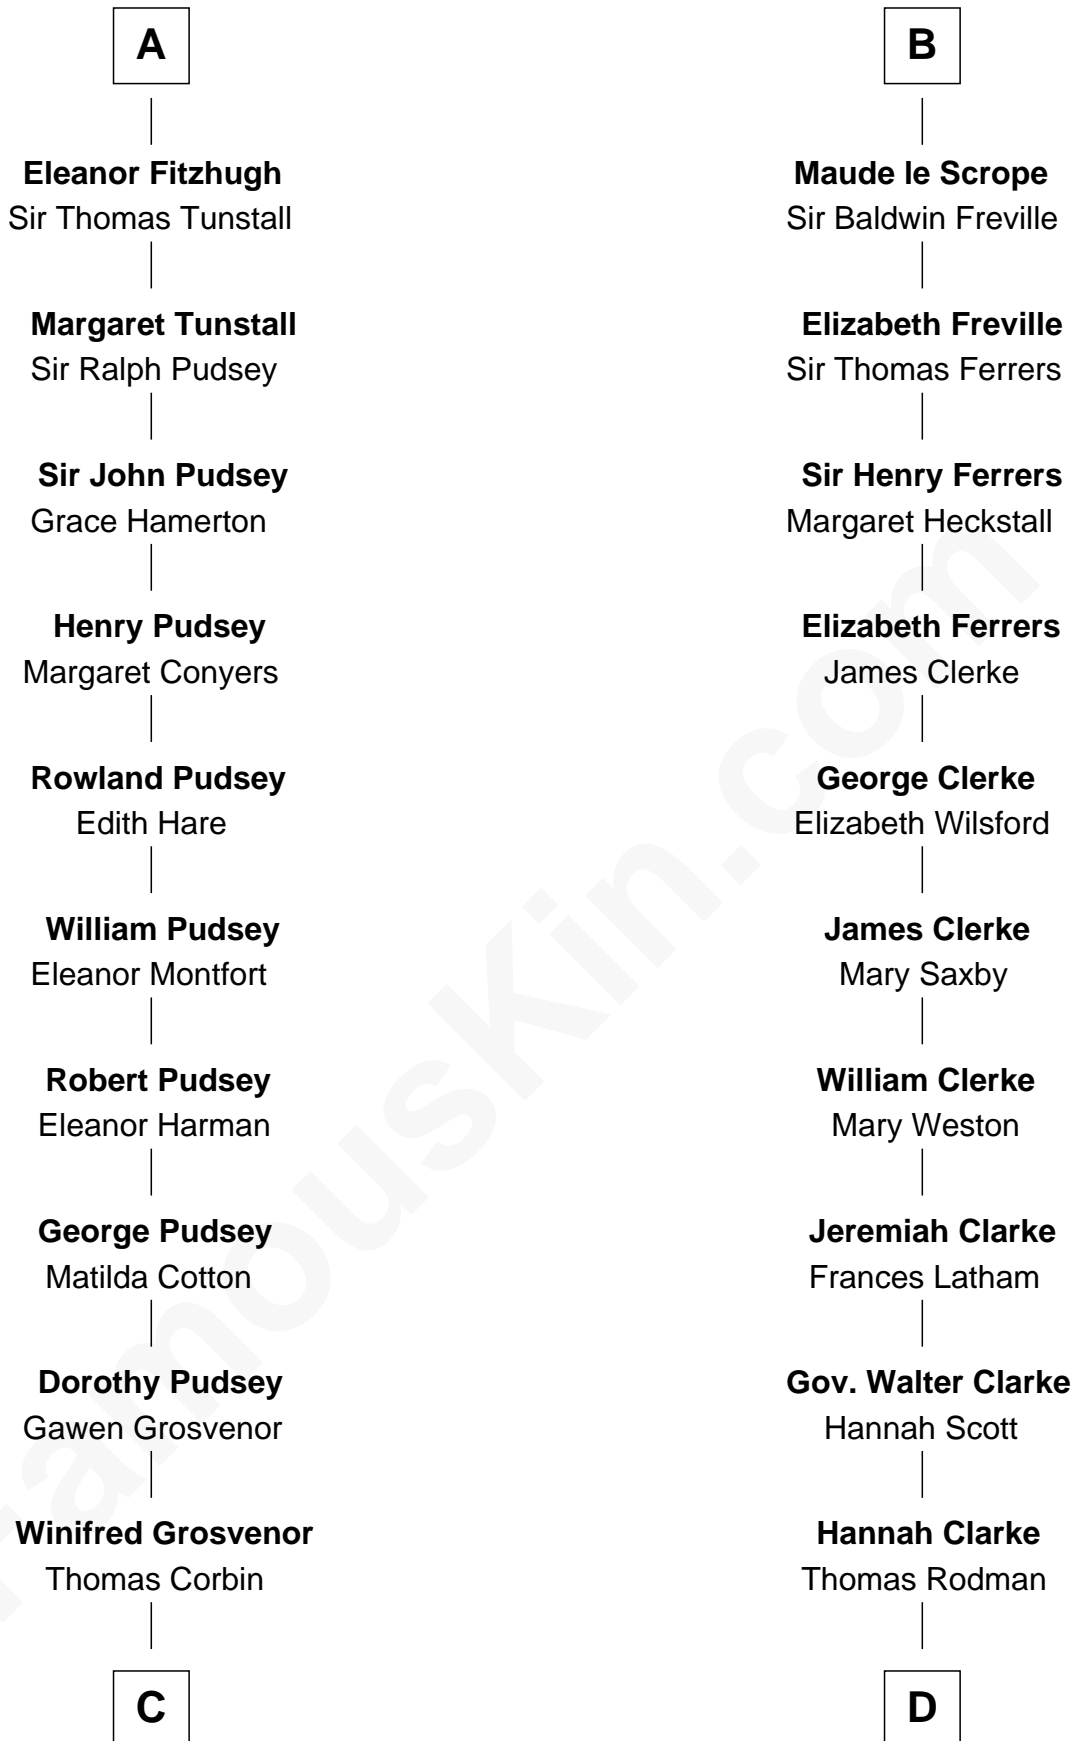 A
Eleanor Fitzhugh
Sir Thomas Tunstall
Margaret Tunstall
Sir Ralph Pudsey
Sir John Pudsey
Grace Hamerton
Henry Pudsey
Margaret Conyers
Rowland Pudsey
Edith Hare
William Pudsey
Eleanor Montfort
Robert Pudsey
Eleanor Harman
George Pudsey
Matilda Cotton
Dorothy Pudsey
Gawen Grosvenor
Winifred Grosvenor
Thomas Corbin
C
B
Maude le Scrope
Sir Baldwin Freville
Elizabeth Freville
Sir Thomas Ferrers
Sir Henry Ferrers
Margaret Heckstall
Elizabeth Ferrers
James Clerke
George Clerke
Elizabeth Wilsford
James Clerke
Mary Saxby
William Clerke
Mary Weston
Jeremiah Clarke
Frances Latham
Gov. Walter Clarke
Hannah Scott
Hannah Clarke
Thomas Rodman
D
FamousKin.com